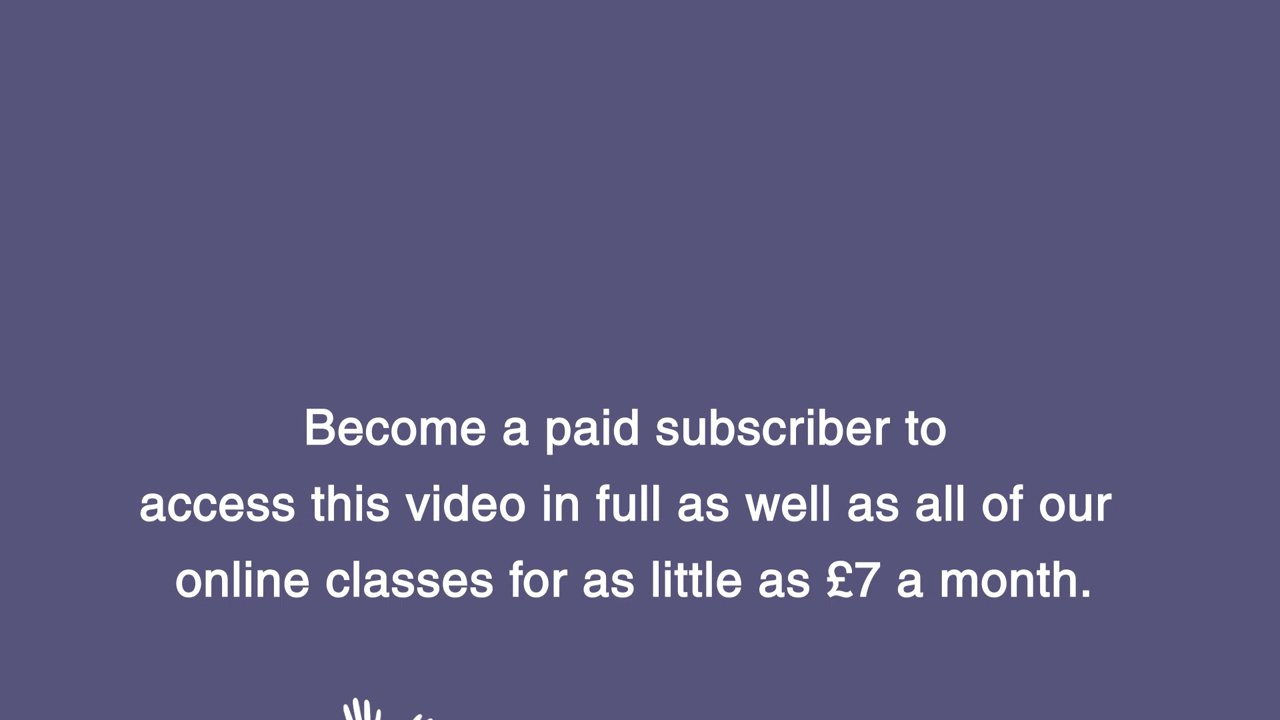 Become a paid subscriber to
access this video in full as well as all of our
online classes for as little as £7 a month.